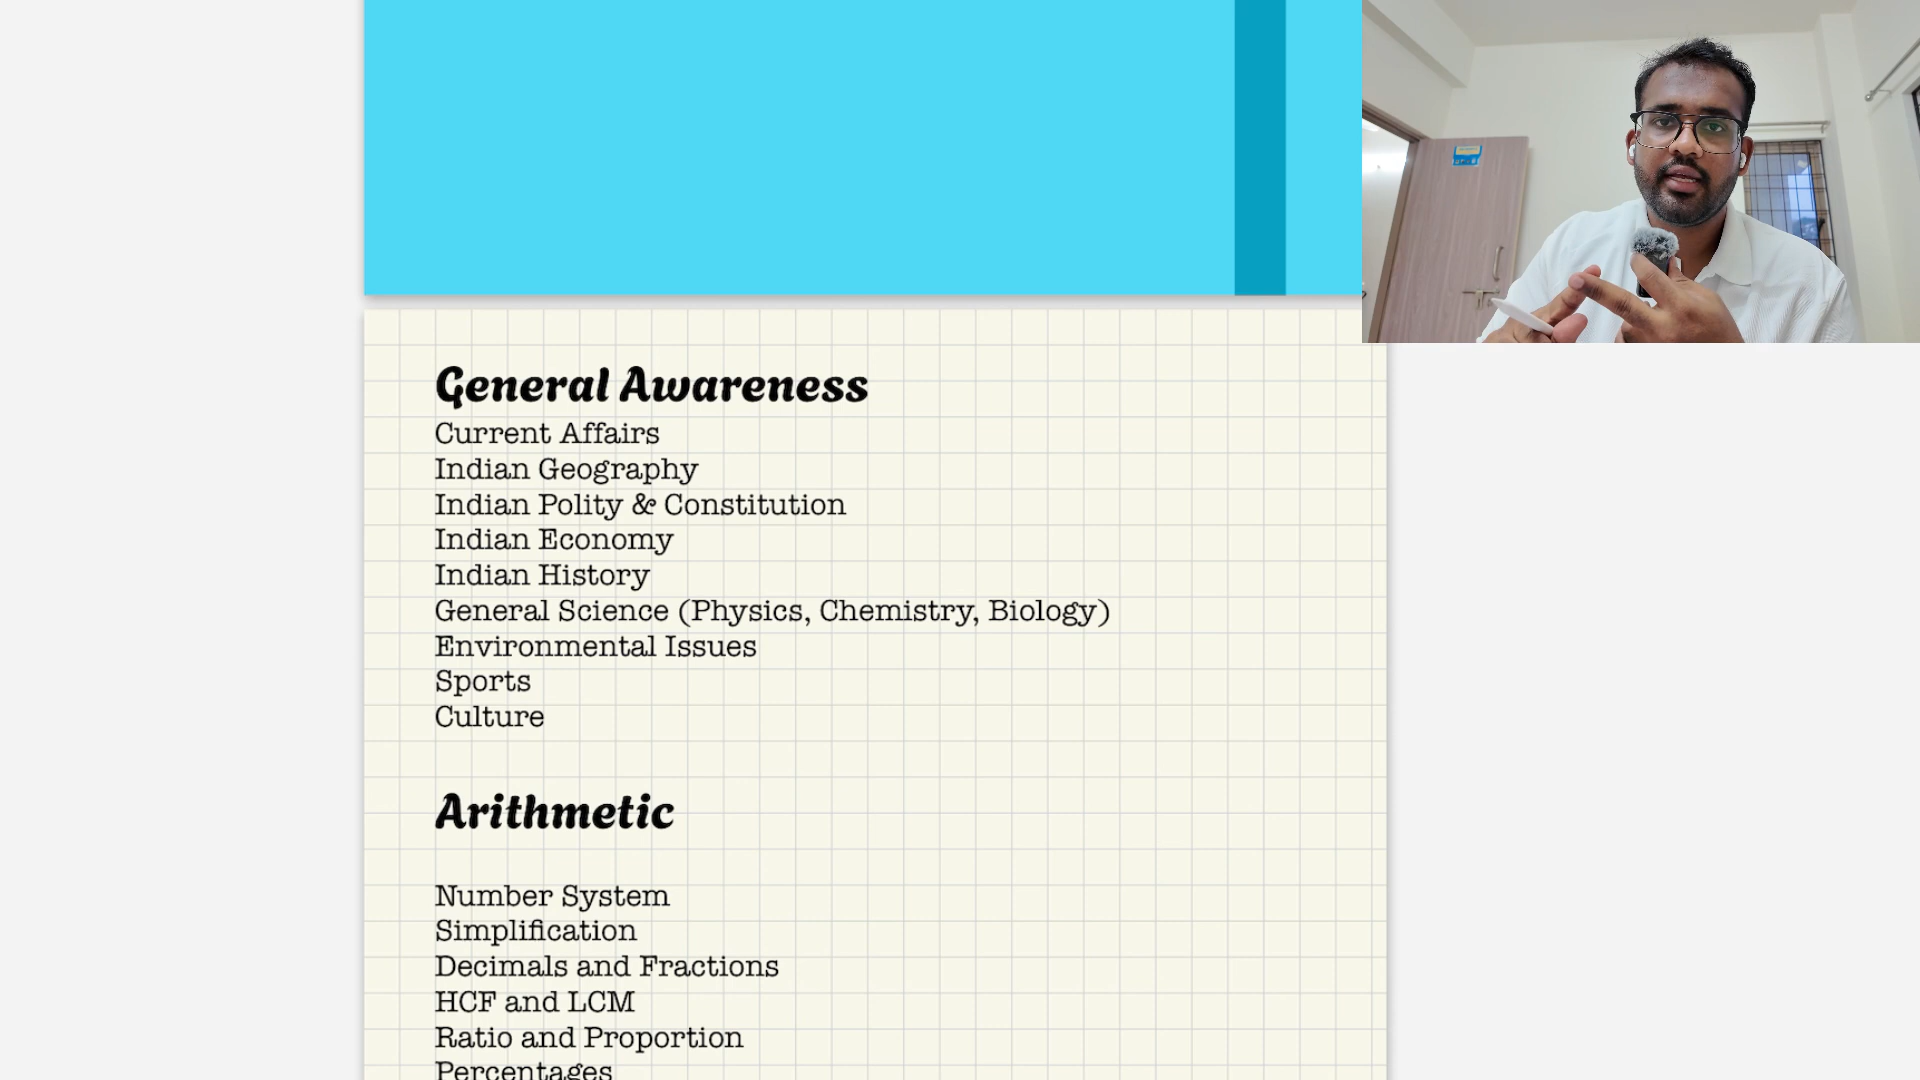 General Awareness
Current Affairs
Indian Geography
Indian Polity & Constitution
Indian Economy
Indian History
General Science (Physics, Chemistry, Biology)
Environmental Issues
Sports
Culture
Arithmetic
Number System
Simplification
Decimals and Fractions
HCF and LCM
Ratio and Proportion
Percentages